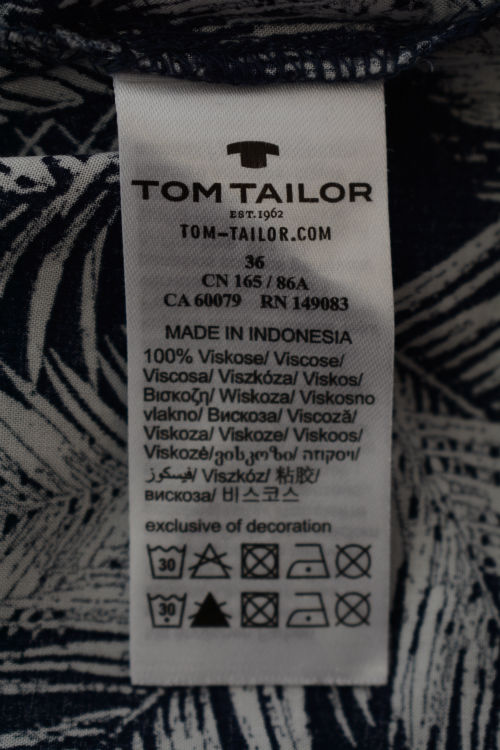 TOM TAILOR
EST.1962
TOM-TAILOR.COM
36
CN 165 / 86A
CA 60079 RN 149083
MADE IN INDONESIA
100% Viskose/ Viscose/
Viscosa/ Viszkóza/ Viskos/
Βισκοζη/ Wiskoza/ Viskosno
vlakno/ Вискоза/ Viscoză/
Viskoza/ Viskoze/ Viskoos/
Viskozė/ვისკოზი/ ויסקוזה/
فيسكوز/ Viszkóz/ 粘胶/
вискоза/ 비스코스
exclusive of decoration
30
30